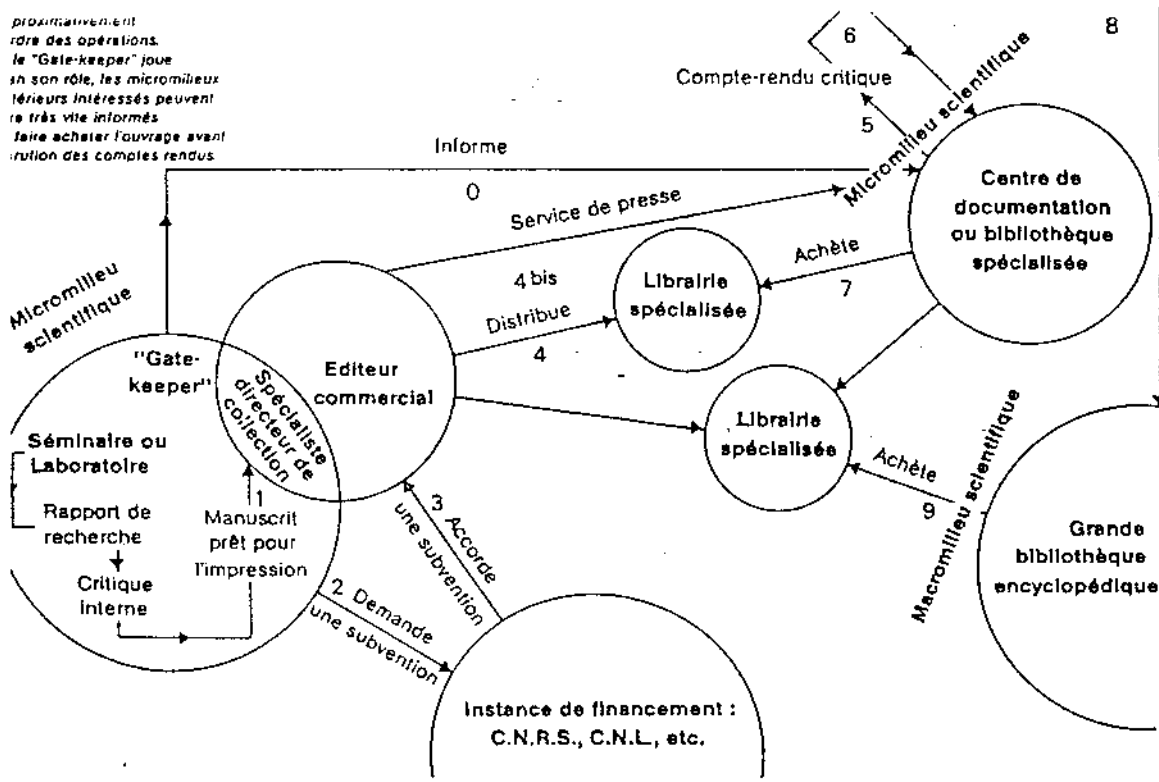 proximativement
rdre des opérations.
le "Gate-keeper" joue
en son rôle, les micromilieux
térieurs intéressés peuvent
re très vite informés
faire acheter l'ouvrage avant
rution des comptes rendus
Informe
0
Compte-rendu critique
6
5
8
Micromilieu scientifique
Centre de
documentation
ou bibliothèque
spécialisée
Service de presse
4 bis
Distribue
4
Librairie
spécialisée
Achète
7
Micromilieu
scientifique
"Gate-
keeper"
Spécialiste
directeur de
collection
Editeur
commercial
Librairie
spécialisée
Achète
9
Macromilieu scientifique
Grande
bibliothèque
encyclopédique
Séminaire ou
Laboratoire
Rapport de
recherche
Critique
interne
1
Manuscrit
prêt pour
l'impression
2 Demande
une subvention
3 Accorde
une subvention
Instance de financement :
C.N.R.S., C.N.L., etc.